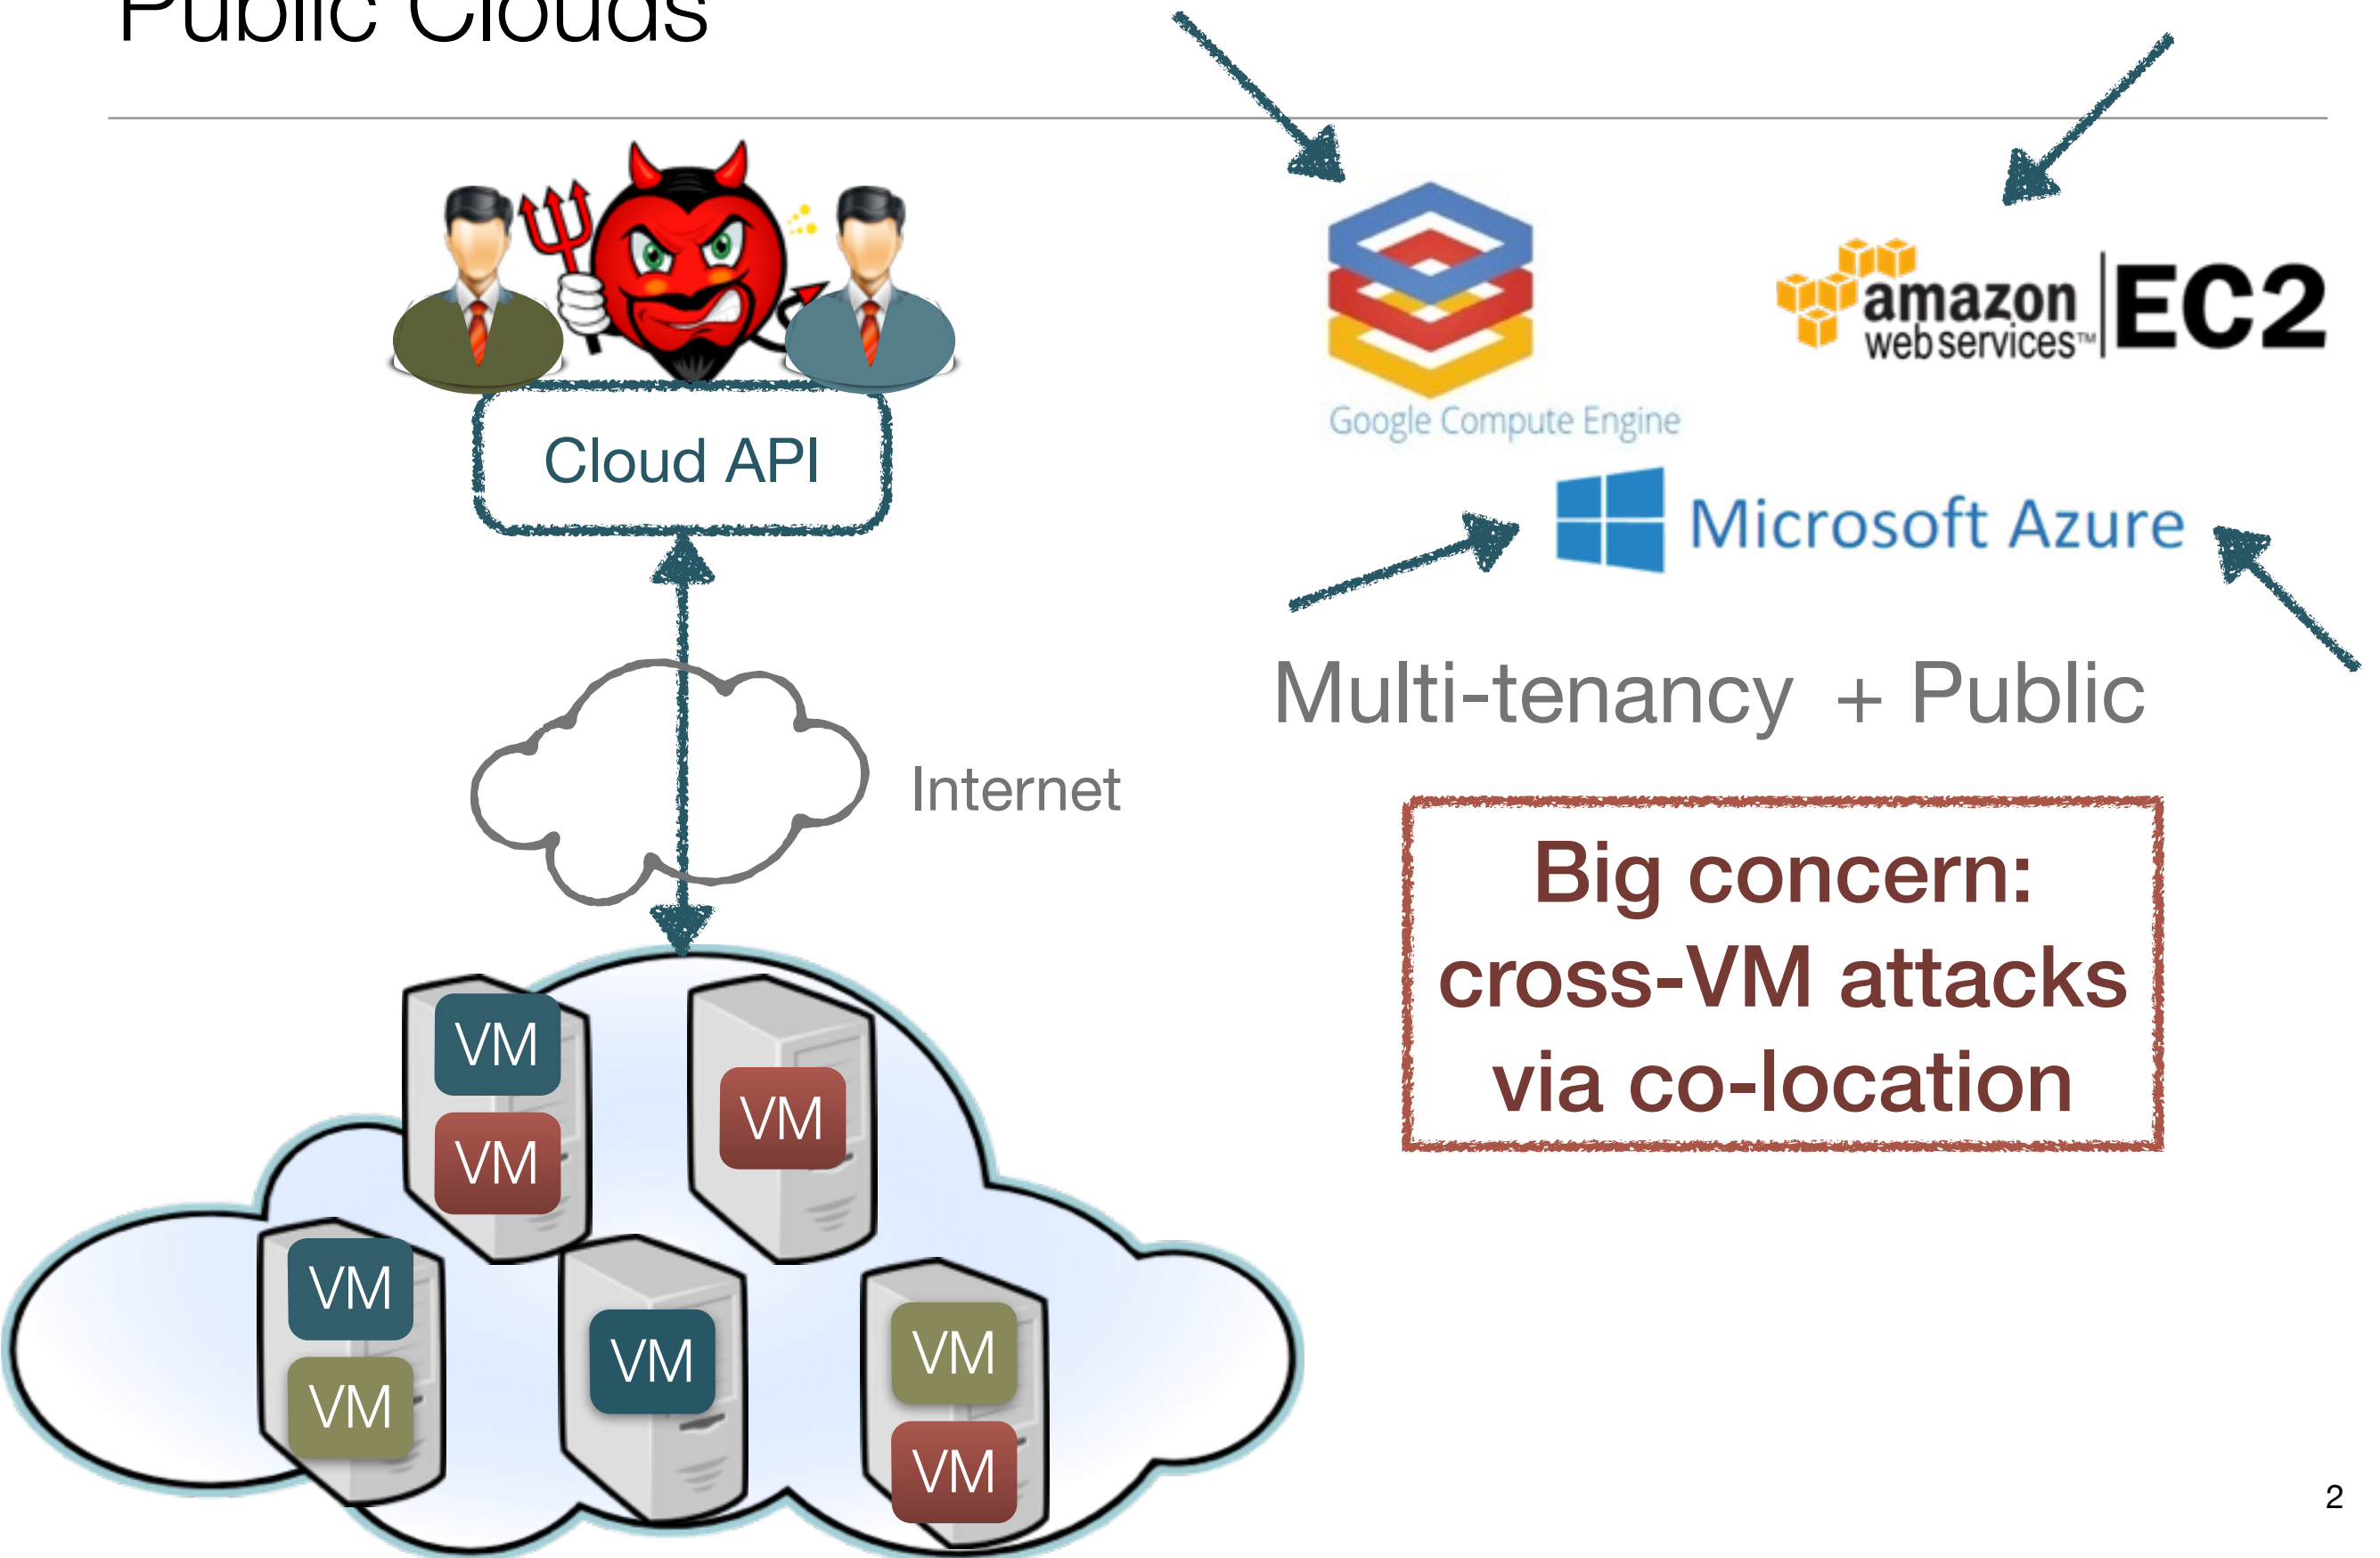 Public Clouds
Cloud API
Internet
VM
VM
VM
VM
VM
VM
VM
VM
Google Compute Engine
amazon
web services™
EC2
Microsoft Azure
Multi-tenancy + Public
Big concern:
cross-VM attacks
via co-location
2